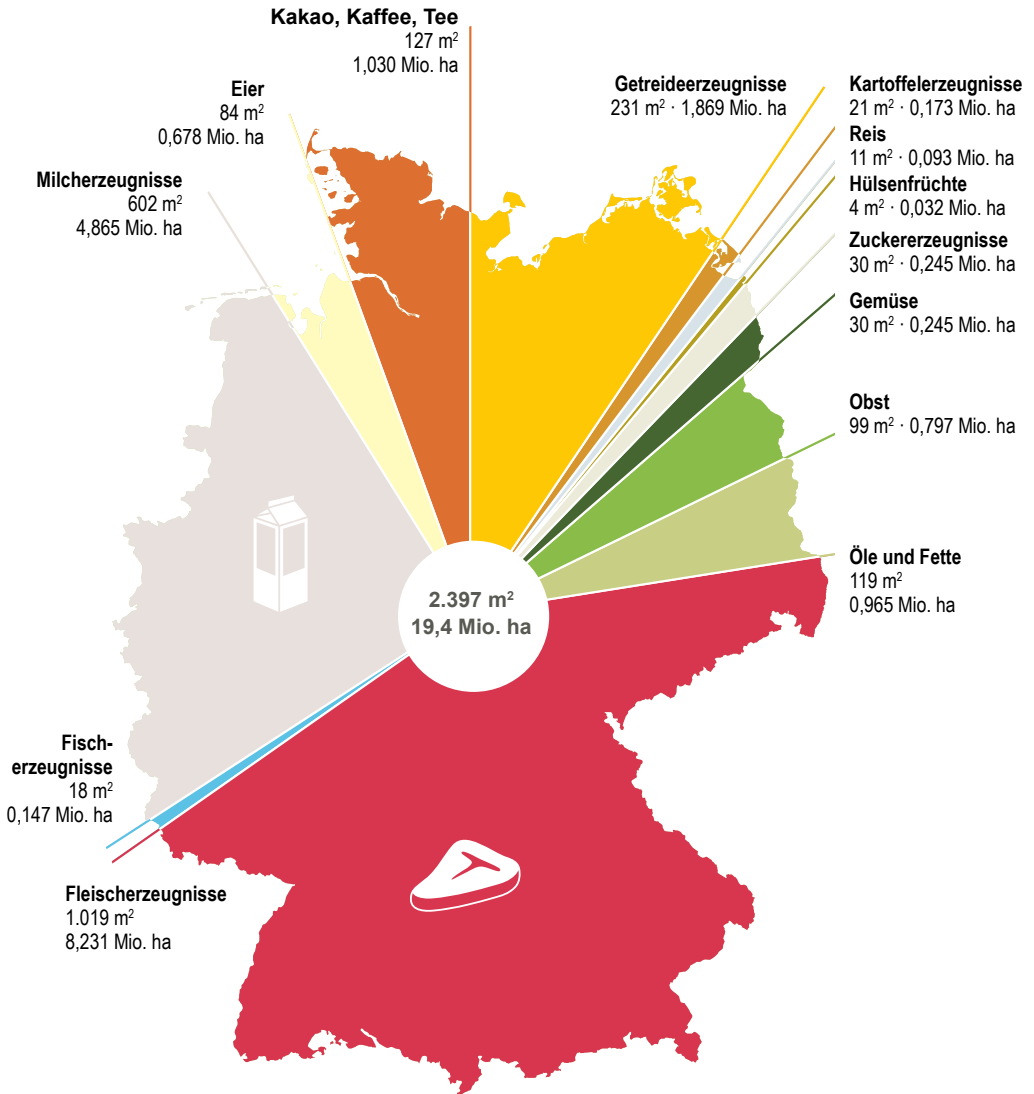 Kakao, Kaffee, Tee
127 m²
1,030 Mio. ha
Eier
84 m²
0,678 Mio. ha
Milcherzeugnisse
602 m²
4,865 Mio. ha
Getreideerzeugnisse
231 m² · 1,869 Mio. ha
Kartoffelerzeugnisse
21 m² · 0,173 Mio. ha
Reis
11 m² · 0,093 Mio. ha
Hülsenfrüchte
4 m² · 0,032 Mio. ha
Zuckererzeugnisse
30 m² · 0,245 Mio. ha
Gemüse
30 m² · 0,245 Mio. ha
Obst
99 m² · 0,797 Mio. ha
Öle und Fette
119 m²
0,965 Mio. ha
2.397 m²
19,4 Mio. ha
Fisch-
erzeugnisse
18 m²
0,147 Mio. ha
Fleischerzeugnisse
1.019 m²
8,231 Mio. ha